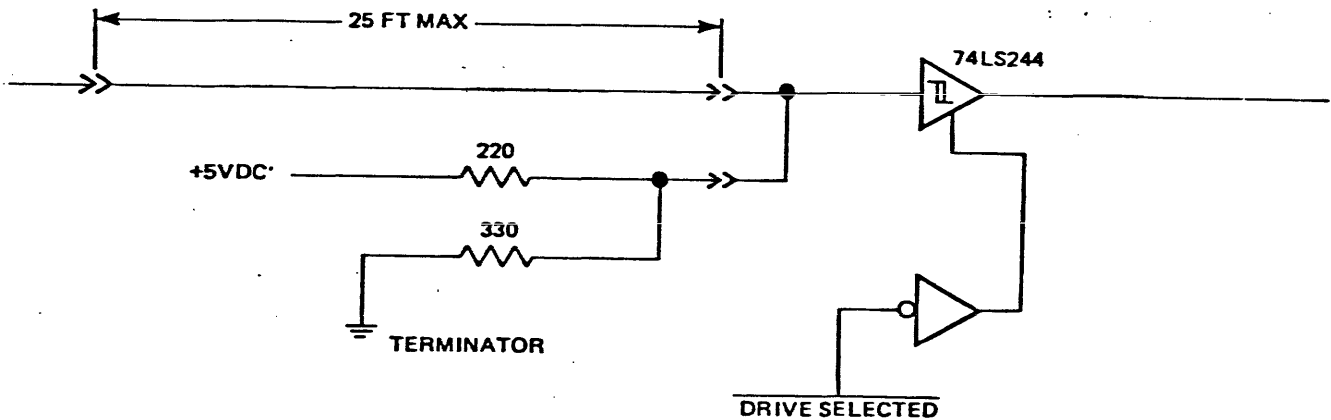 25 FT MAX
74LS244
220
+5VDC
330
TERMINATOR
DRIVE SELECTED